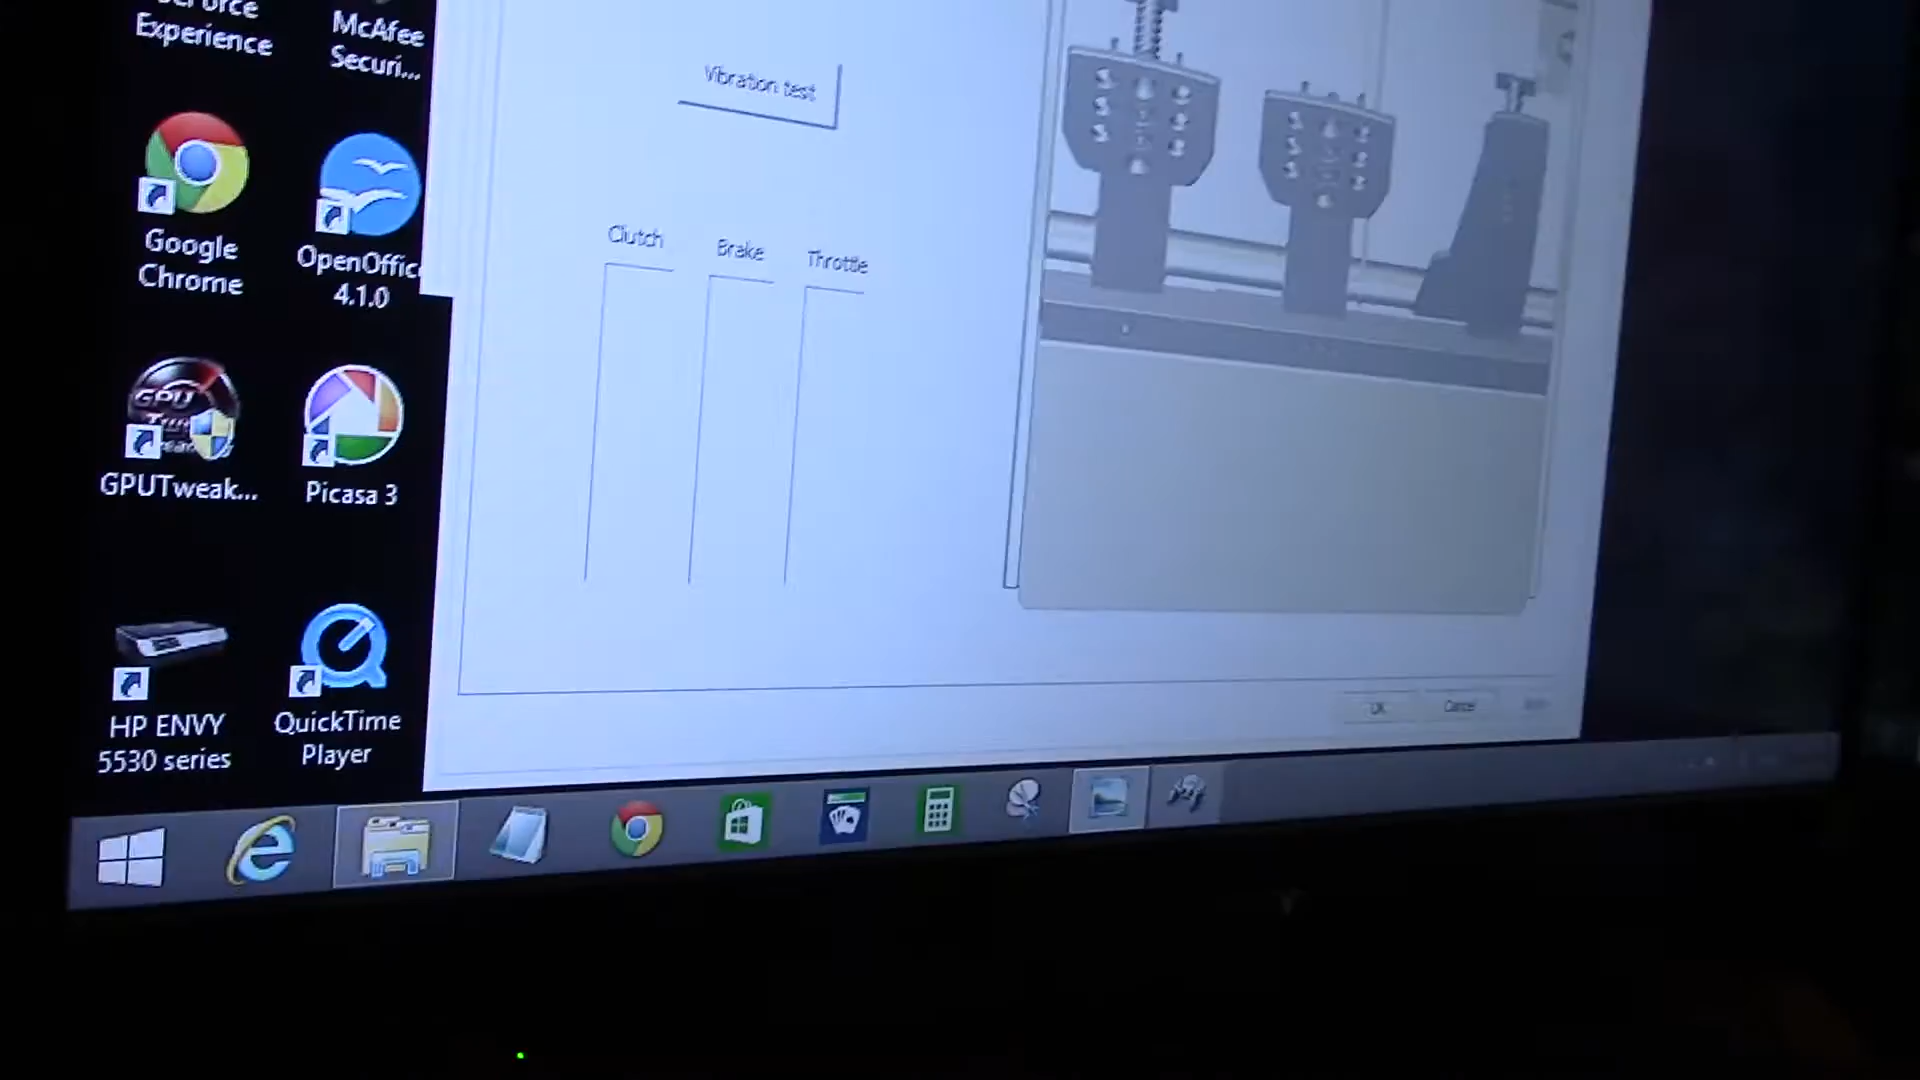 Experience
McAfee
Securi...
Vibration test
Google
Chrome
OpenOffic
4.1.0
Clutch
Brake
Throttle
GPUTweak...
Picasa 3
HP ENVY
5530 series
QuickTime
Player
OK
Cancel